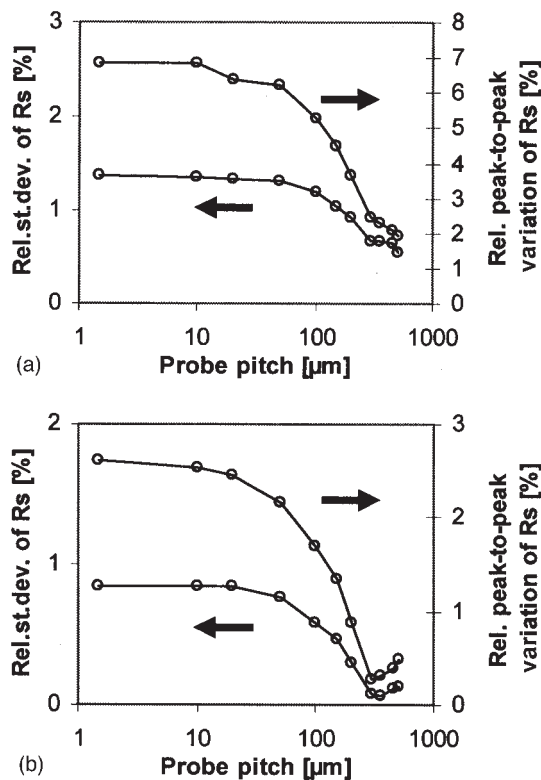 3
2
1
0
Rel.st.dev. of Rs [%]
8
7
6
5
4
3
2
1
0
Rel. peak-to-peak
variation of Rs [%]
1
10
100
1000
(a)
Probe pitch [µm]
2
1
0
Rel.st.dev. of Rs [%]
3
2
1
0
Rel. peak-to-peak
variation of Rs [%]
1
10
100
1000
(b)
Probe pitch [µm]